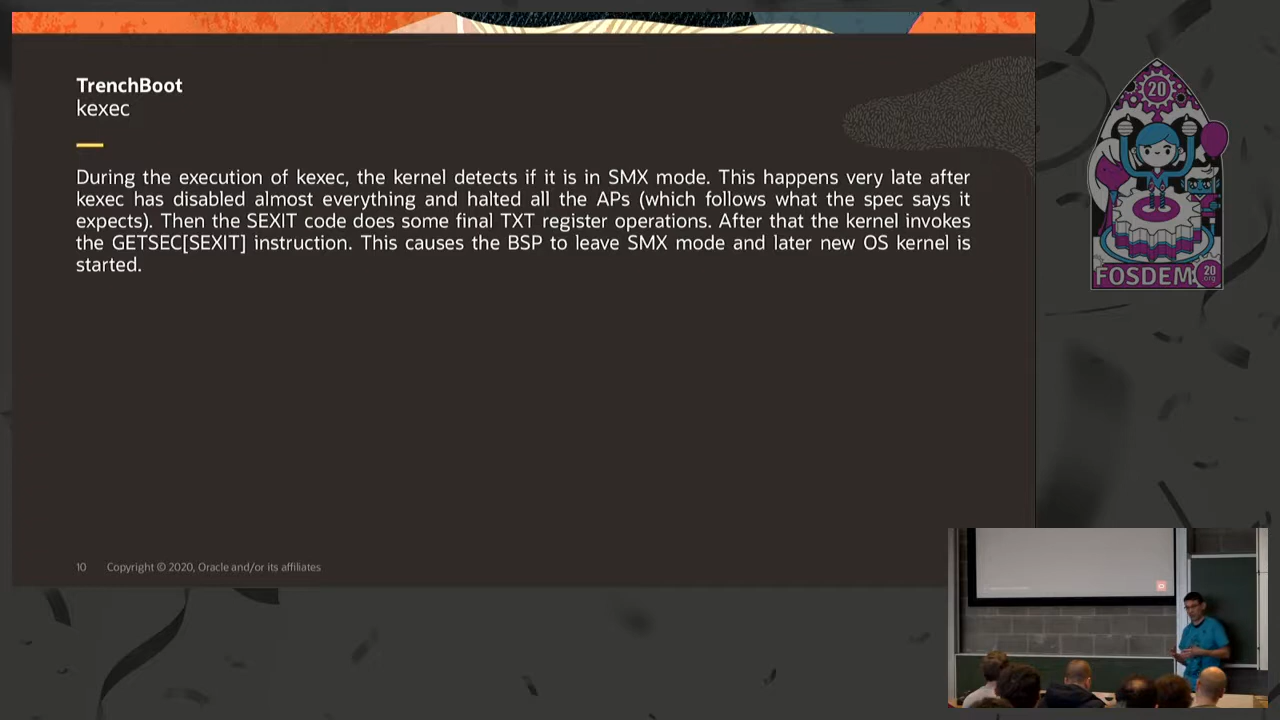 TrenchBoot
kexec
During the execution of kexec, the kernel detects if it is in SMX mode. This happens very late after
kexec has disabled almost everything and halted all the APs (which follows what the spec says it
expects). Then the SEXIT code does some final TXT register operations. After that the kernel invokes
the GETSEC[SEXIT] instruction. This causes the BSP to leave SMX mode and later new OS kernel is
started.
10 Copyright © 2020, Oracle and/or its affiliates
20
FOSDEM
20
.org